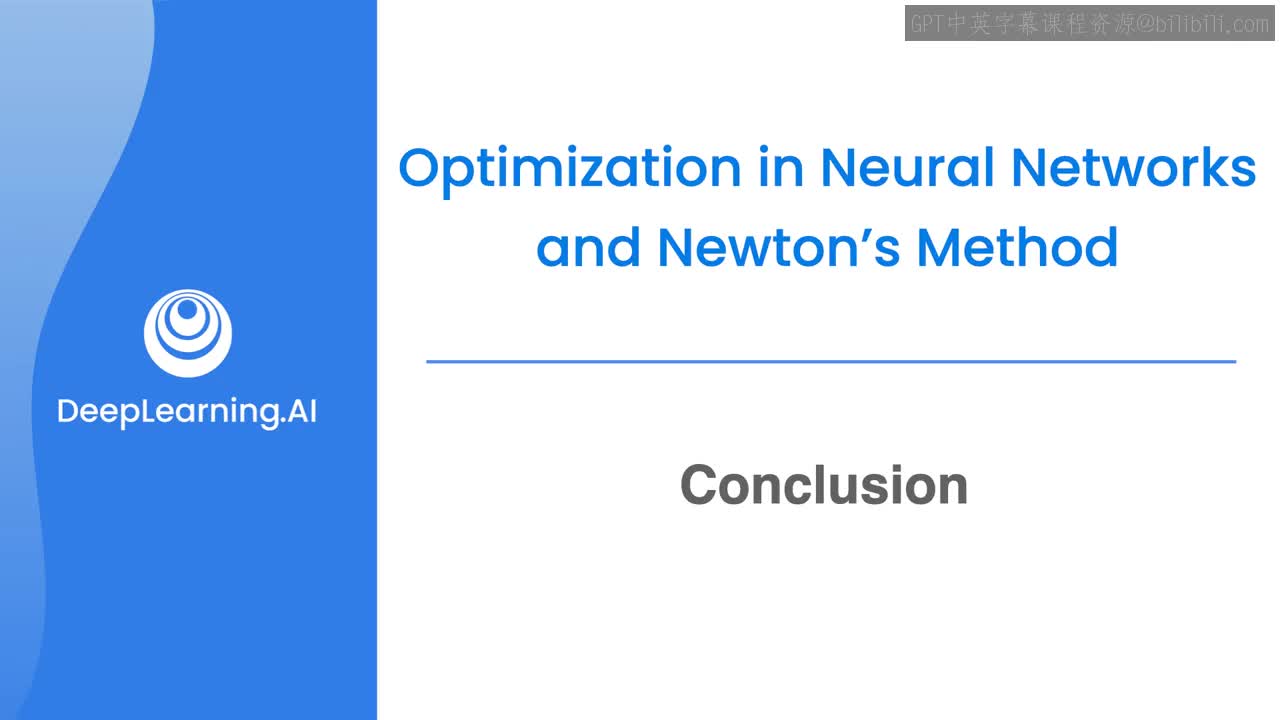 GPT中英字幕课程资源@bilibili.com
Optimization in Neural Networks
and Newton’s Method
DeepLearning.AI
Conclusion